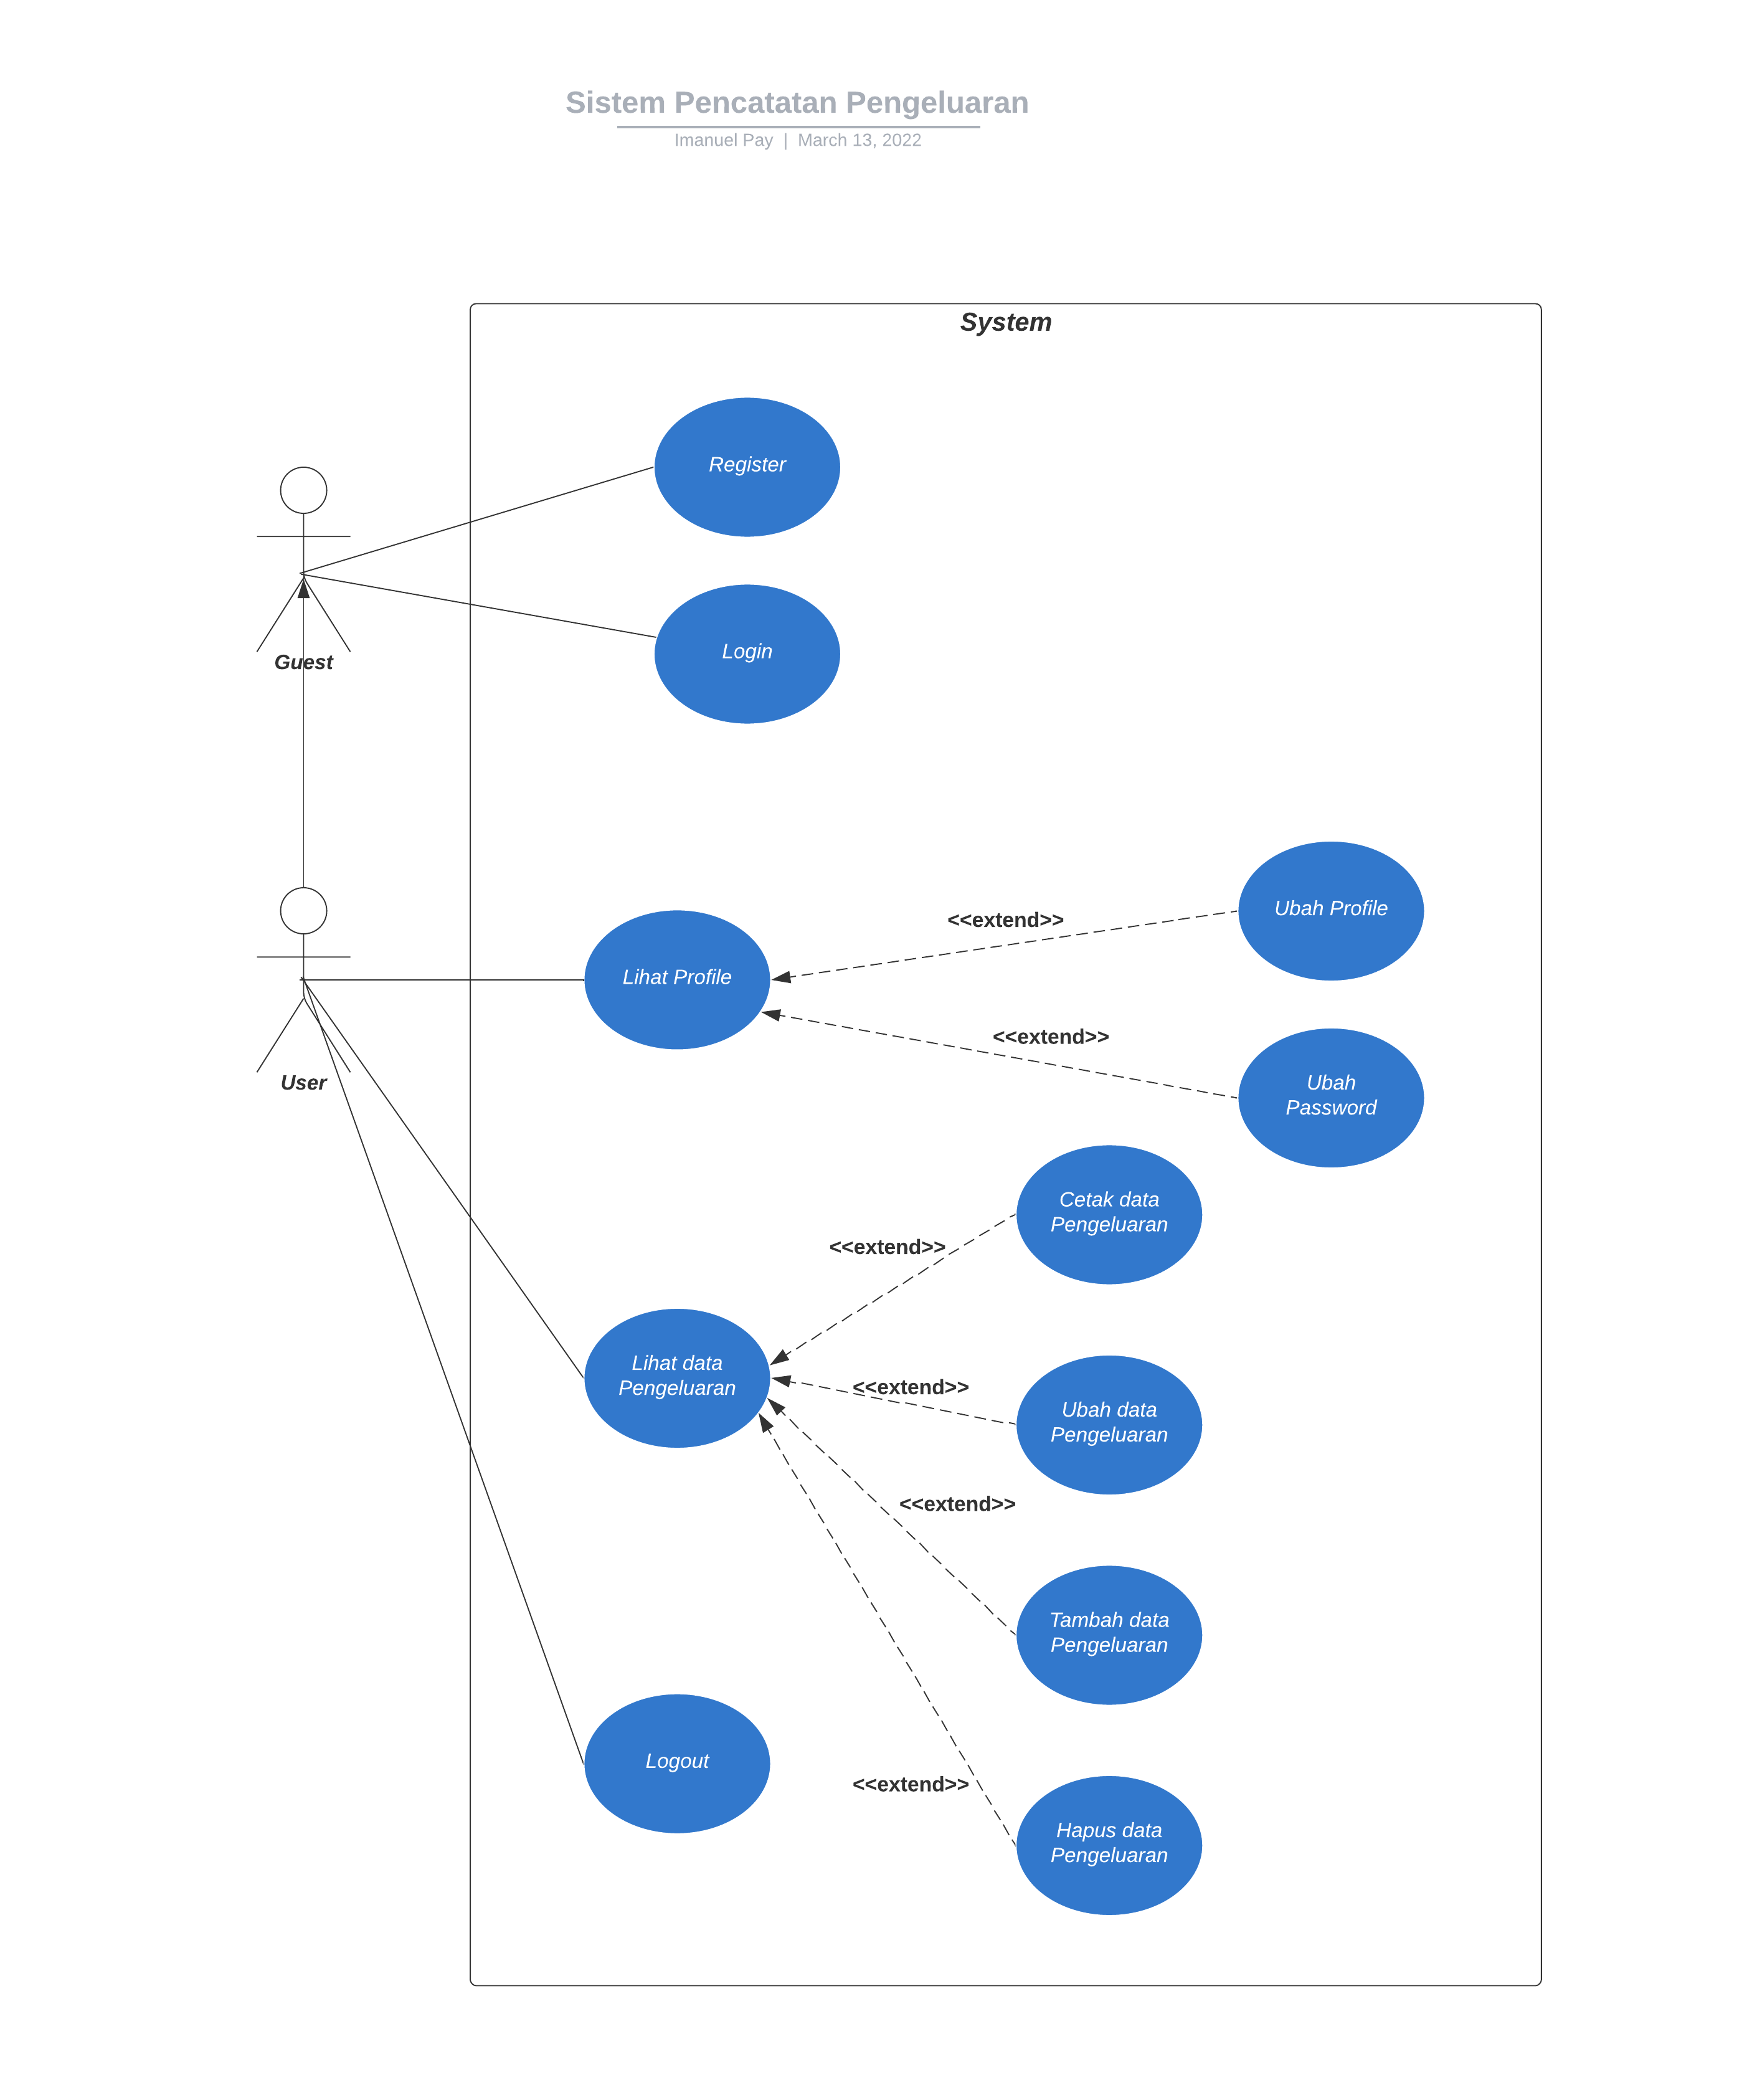 Sistem Pencatatan Pengeluaran
Imanuel Pay | March 13, 2022
System
Register
Guest
Login
Ubah Profile
<<extend>>
Lihat Profile
<<extend>>
User
Ubah
Password
Cetak data
Pengeluaran
<<extend>>
Lihat data
Pengeluaran
<<extend>>
Ubah data
Pengeluaran
<<extend>>
Tambah data
Pengeluaran
Logout
<<extend>>
Hapus data
Pengeluaran